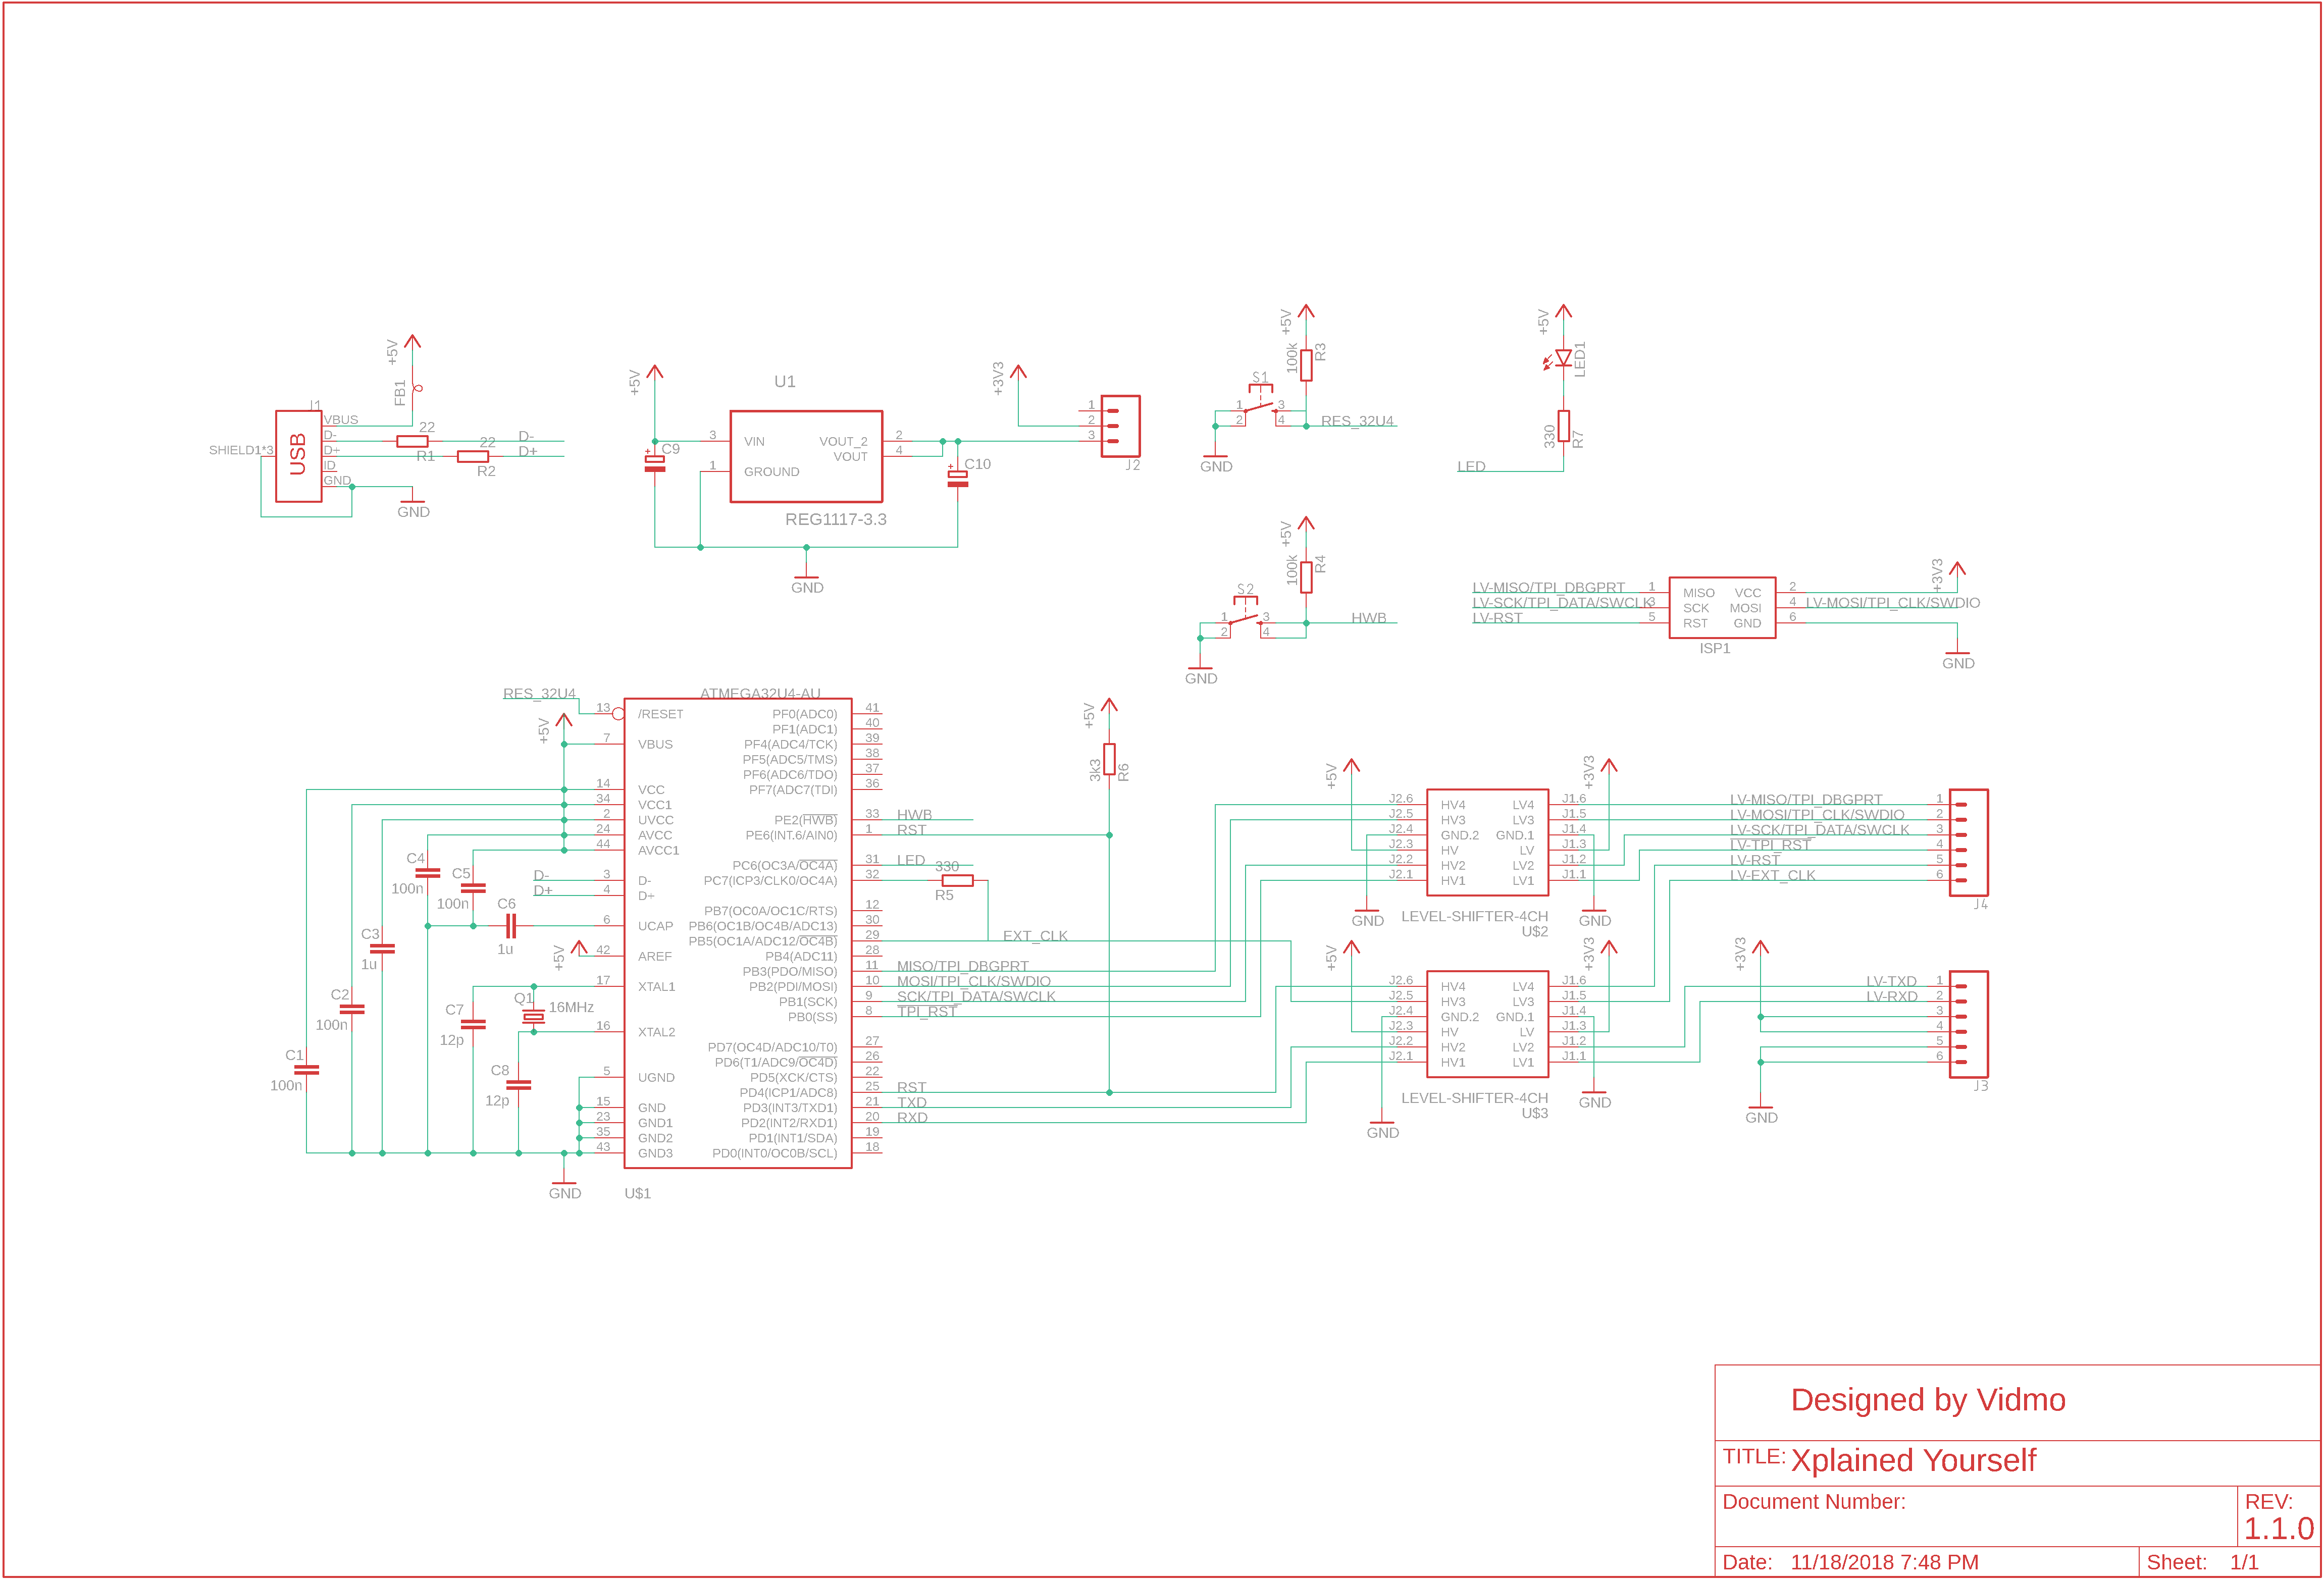 +5V
FB1
J1
VBUS
D-
D+
ID
GND
USB
SHIELD1*3
22
R1
22
R2
D-
D+
GND
+5V
C9
U1
3
VIN
1
GROUND
VOUT_2
2
VOUT
4
REG1117-3.3
C10
GND
+3V3
1
2
3
J2
+5V
100k
R3
S1
1
2
3
4
RES_32U4
GND
+5V
LED1
330
R7
LED
+5V
100k
R4
S2
1
2
3
4
HWB
GND
LV-MISO/TPI_DBGPRT
LV-SCK/TPI_DATA/SWCLK
LV-RST
1
3
5
MISO
SCK
RST
VCC
MOSI
GND
2
4
6
ISP1
+3V3
LV-MOSI/TPI_CLK/SWDIO
GND
RES_32U4
ATMEGA32U4-AU
+5V
13 /RESET
7 VBUS
14 VCC
34 VCC1
2 UVCC
24 AVCC
44 AVCC1
D- 3 D-
D+ 4 D+
6 UCAP
+5V
42 AREF
17 XTAL1
16 XTAL2
5 UGND
15 GND
23 GND1
35 GND2
43 GND3
PF0(ADC0) 41
PF1(ADC1) 40
PF4(ADC4/TCK) 39
PF5(ADC5/TMS) 38
PF6(ADC6/TDO) 37
PF7(ADC7(TDI) 36
PE2(HWB) 33 HWB
PE6(INT.6/AIN0) 1 RST
PC6(OC3A/OC4A) 31 LED
PC7(ICP3/CLK0/OC4A) 32
330
R5
PB7(OC0A/OC1C/RTS) 12
PB6(OC1B/OC4B/ADC13) 30
PB5(OC1A/ADC12/OC4B) 29 EXT_CLK
PB4(ADC11) 28
PB3(PDO/MISO) 11 MISO/TPI_DBGPRT
PB2(PDI/MOSI) 10 MOSI/TPI_CLK/SWDIO
PB1(SCK) 9 SCK/TPI_DATA/SWCLK
PB0(SS) 8 TPI_RST
PD7(OC4D/ADC10/T0) 27
PD6(T1/ADC9/OC4D) 26
PD5(XCK/CTS) 22
PD4(ICP1/ADC8) 25 RST
PD3(INT3/TXD1) 21 TXD
PD2(INT2/RXD1) 20 RXD
PD1(INT1/SDA) 19
PD0(INT0/OC0B/SCL) 18
U$1
GND
C4
100n
C5
100n
C6
1u
C3
1u
C2
100n
C1
100n
C7
12p
Q1
16MHz
C8
12p
+5V
3k3
R6
+5V
+3V3
J2.6 HV4 LV4 J1.6
J2.5 HV3 LV3 J1.5
J2.4 GND.2 GND.1 J1.4
J2.3 HV LV J1.3
J2.2 HV2 LV2 J1.2
J2.1 HV1 LV1 J1.1
GND
LEVEL-SHIFTER-4CH
U$2
GND
LV-MISO/TPI_DBGPRT 1
LV-MOSI/TPI_CLK/SWDIO 2
LV-SCK/TPI_DATA/SWCLK 3
LV-TPI_RST 4
LV-RST 5
LV-EXT_CLK 6
J4
+5V
+3V3
J2.6 HV4 LV4 J1.6
J2.5 HV3 LV3 J1.5
J2.4 GND.2 GND.1 J1.4
J2.3 HV LV J1.3
J2.2 HV2 LV2 J1.2
J2.1 HV1 LV1 J1.1
GND
LEVEL-SHIFTER-4CH
U$3
GND
+3V3
LV-TXD 1
LV-RXD 2
3
4
5
6
J3
GND
Designed by Vidmo
TITLE: Xplained Yourself
Document Number:
REV:
1.1.0
Date: 11/18/2018 7:48 PM
Sheet: 1/1